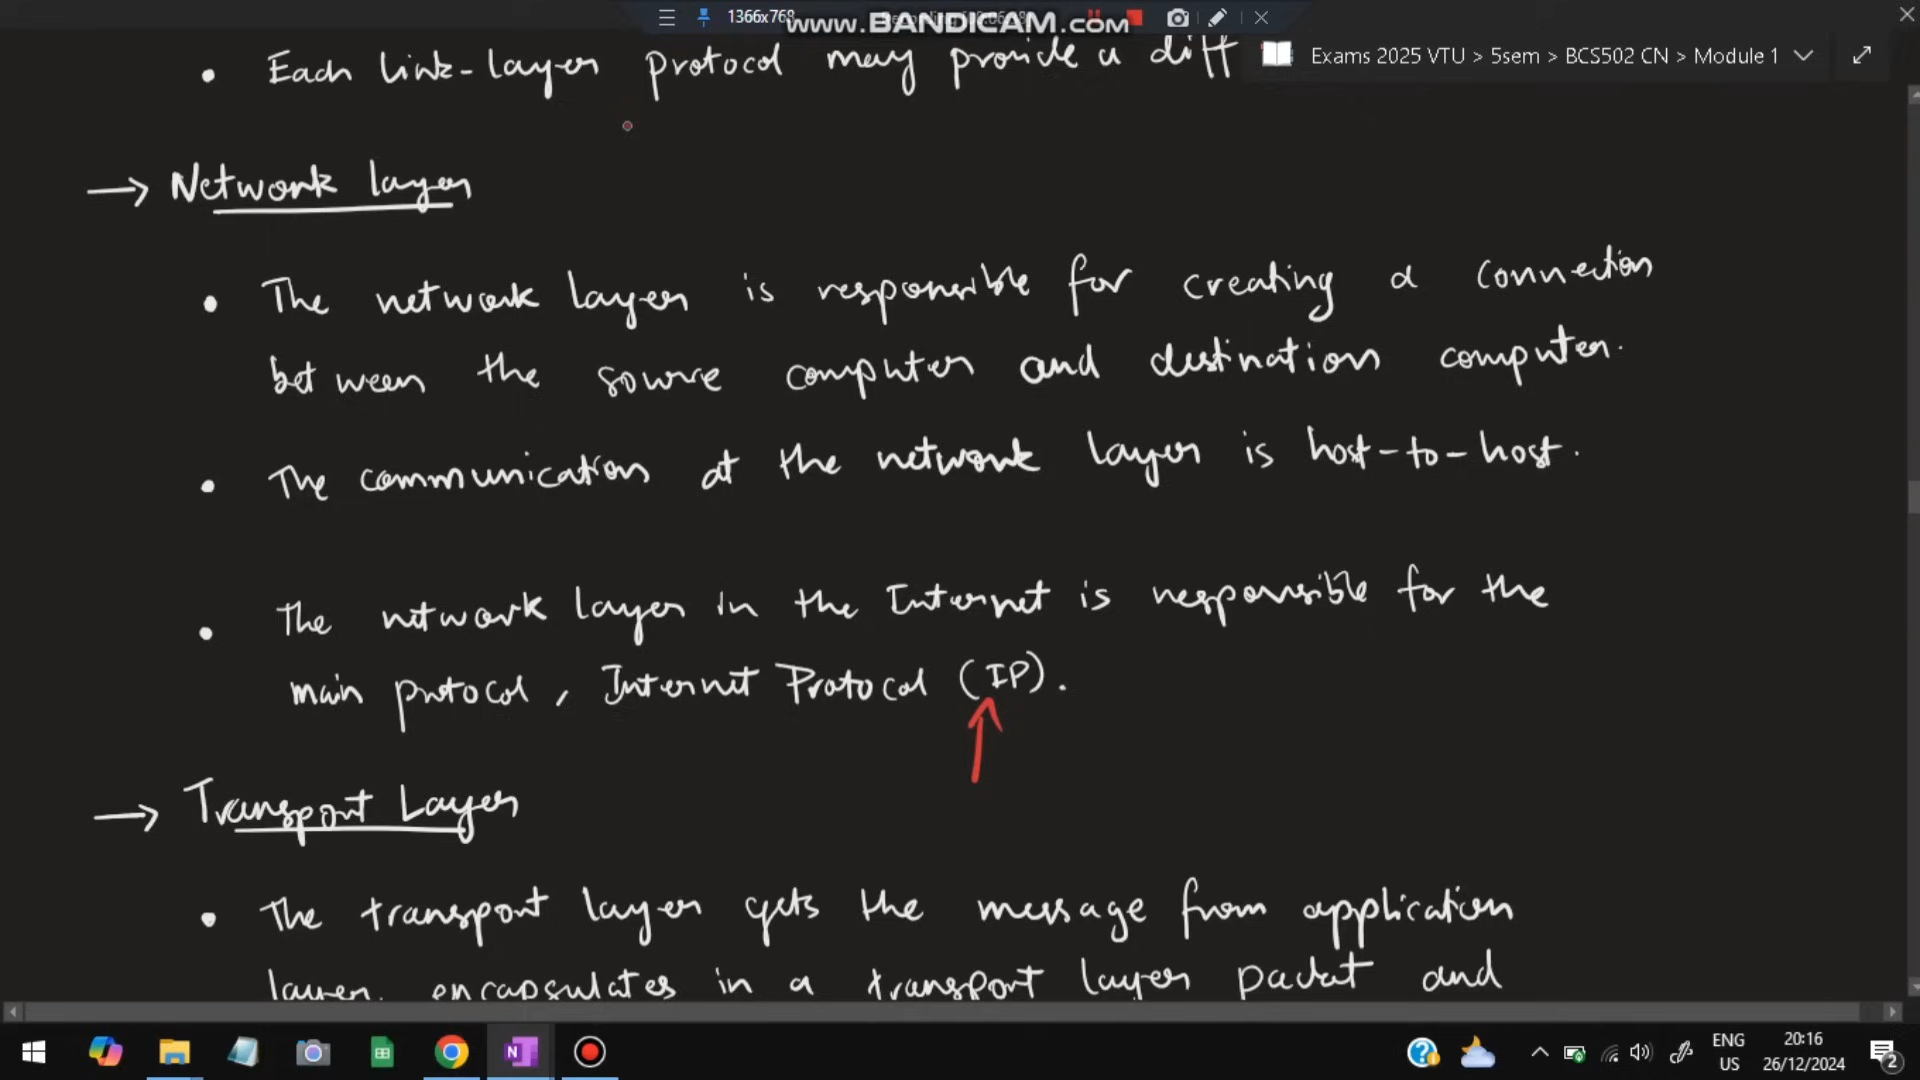 1366x768
www.BANDICAM.com
Each link-layer protocol may provide a diff
Exams 2025 VTU > 5sem > BCS502 CN > Module 1
→ Network layer
• The network layer is responsible for creating a connection
between the source computer and destination computer.
• The communication at the network layer is host-to-host.
• The network layer in the Internet is responsible for the
main protocol, Internet Protocol (IP).
→ Transport Layer
• The transport layer gets the message from application
layer, encapsulates in a transport layer packet and
ENG
US
20:16
26/12/2024
2